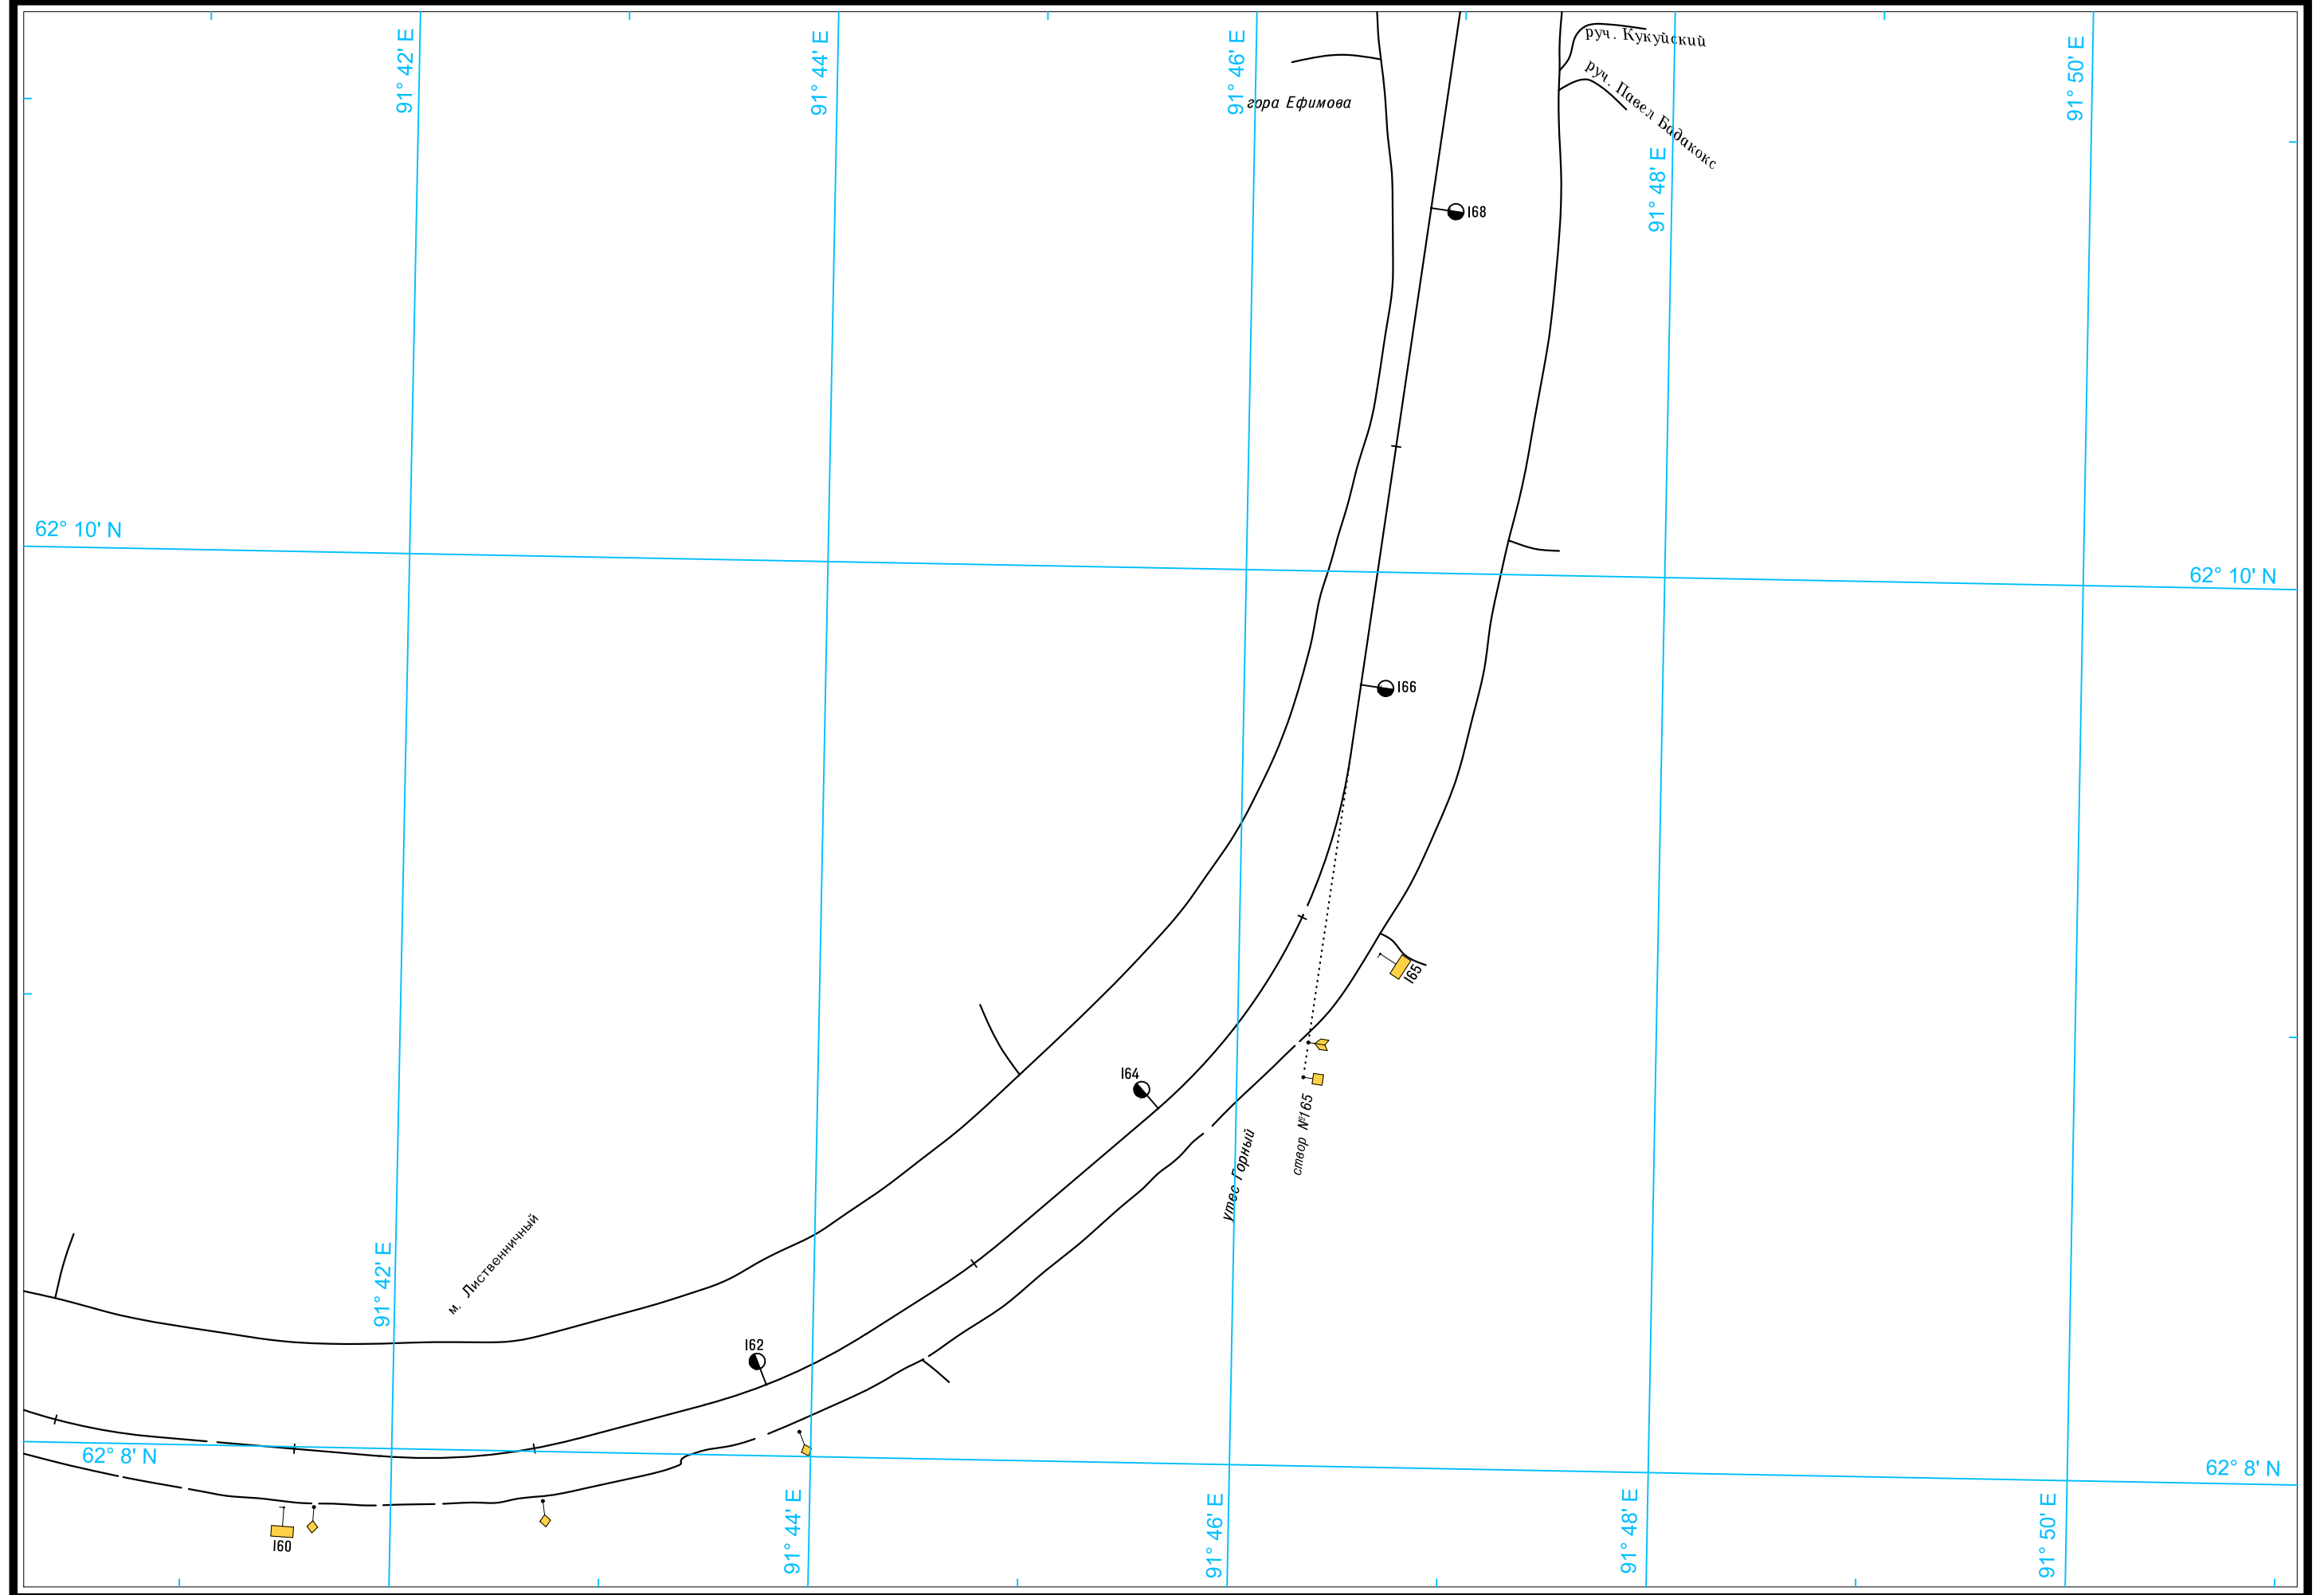 91° 42' E
91° 44' E
91° 46' E
91° 48' E
91° 50' E
руч. Кукуйский
руч. Павел Бадакокс
гора Ефимова
168
62° 10' N
62° 10' N
166
165
164
створ №165
утес Горный
м. Лиственничный
91° 42' E
162
62° 8' N
62° 8' N
160
91° 44' E
91° 46' E
91° 48' E
91° 50' E